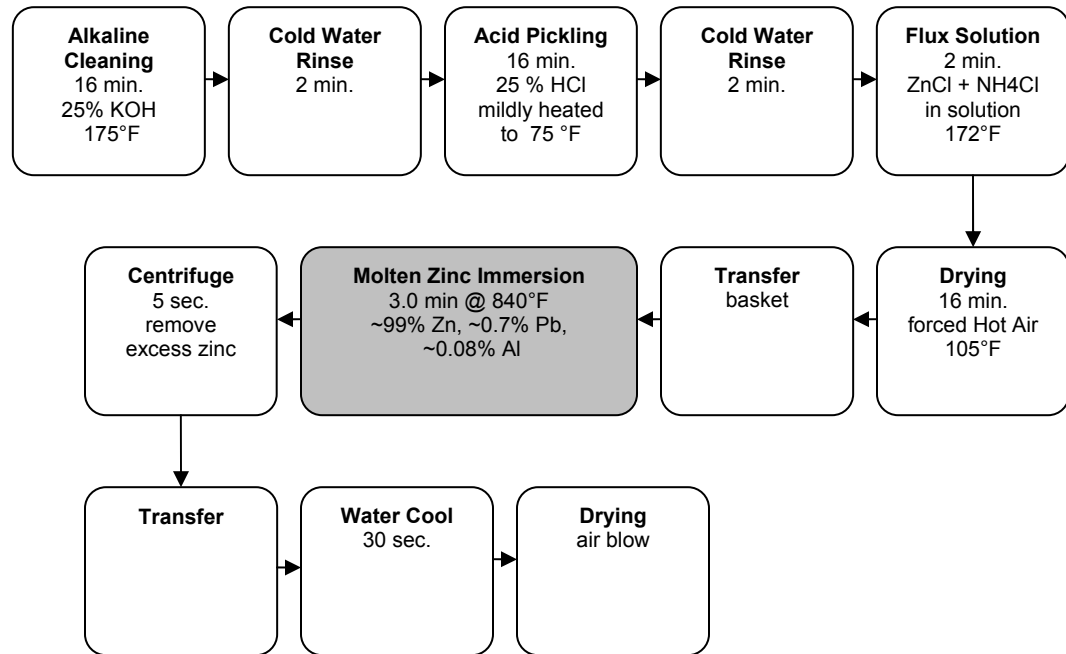 Alkaline
Cleaning
16 min.
25% KOH
175°F
Cold Water
Rinse
2 min.
Acid Pickling
16 min.
25 % HCl
mildly heated
to 75 °F
Cold Water
Rinse
2 min.
Flux Solution
2 min.
ZnCl + NH4Cl
in solution
172°F
Drying
16 min.
forced Hot Air
105°F
Transfer
basket
Molten Zinc Immersion
3.0 min @ 840°F
~99% Zn, ~0.7% Pb,
~0.08% Al
Centrifuge
5 sec.
remove
excess zinc
Transfer
Water Cool
30 sec.
Drying
air blow